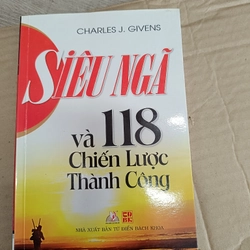 CHARLES J. GIVENS
SIÊU NGÃ
và 118
Chiến Lược
Thành Công
NHÀ XUẤT BẢN TỪ ĐIỂN BÁCH KHOA